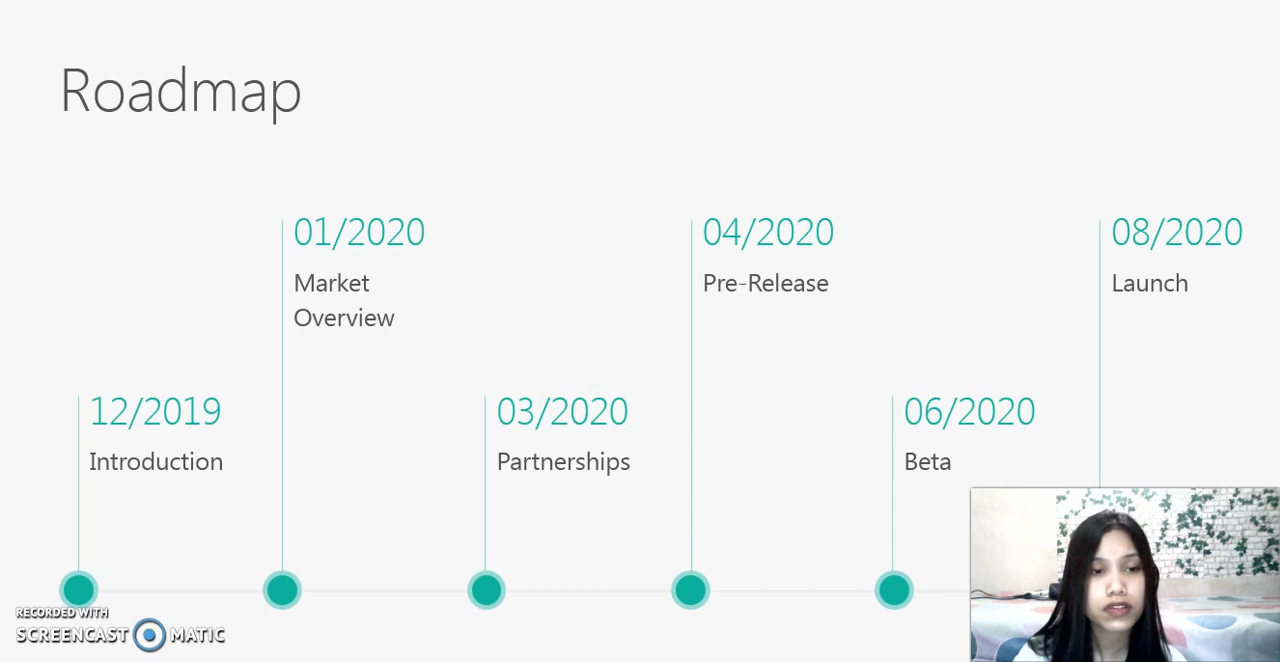 Roadmap
01/2020
Market
Overview
04/2020
Pre-Release
08/2020
Launch
12/2019
Introduction
03/2020
Partnerships
06/2020
Beta
RECORDED WITH
SCREENCAST MATIC